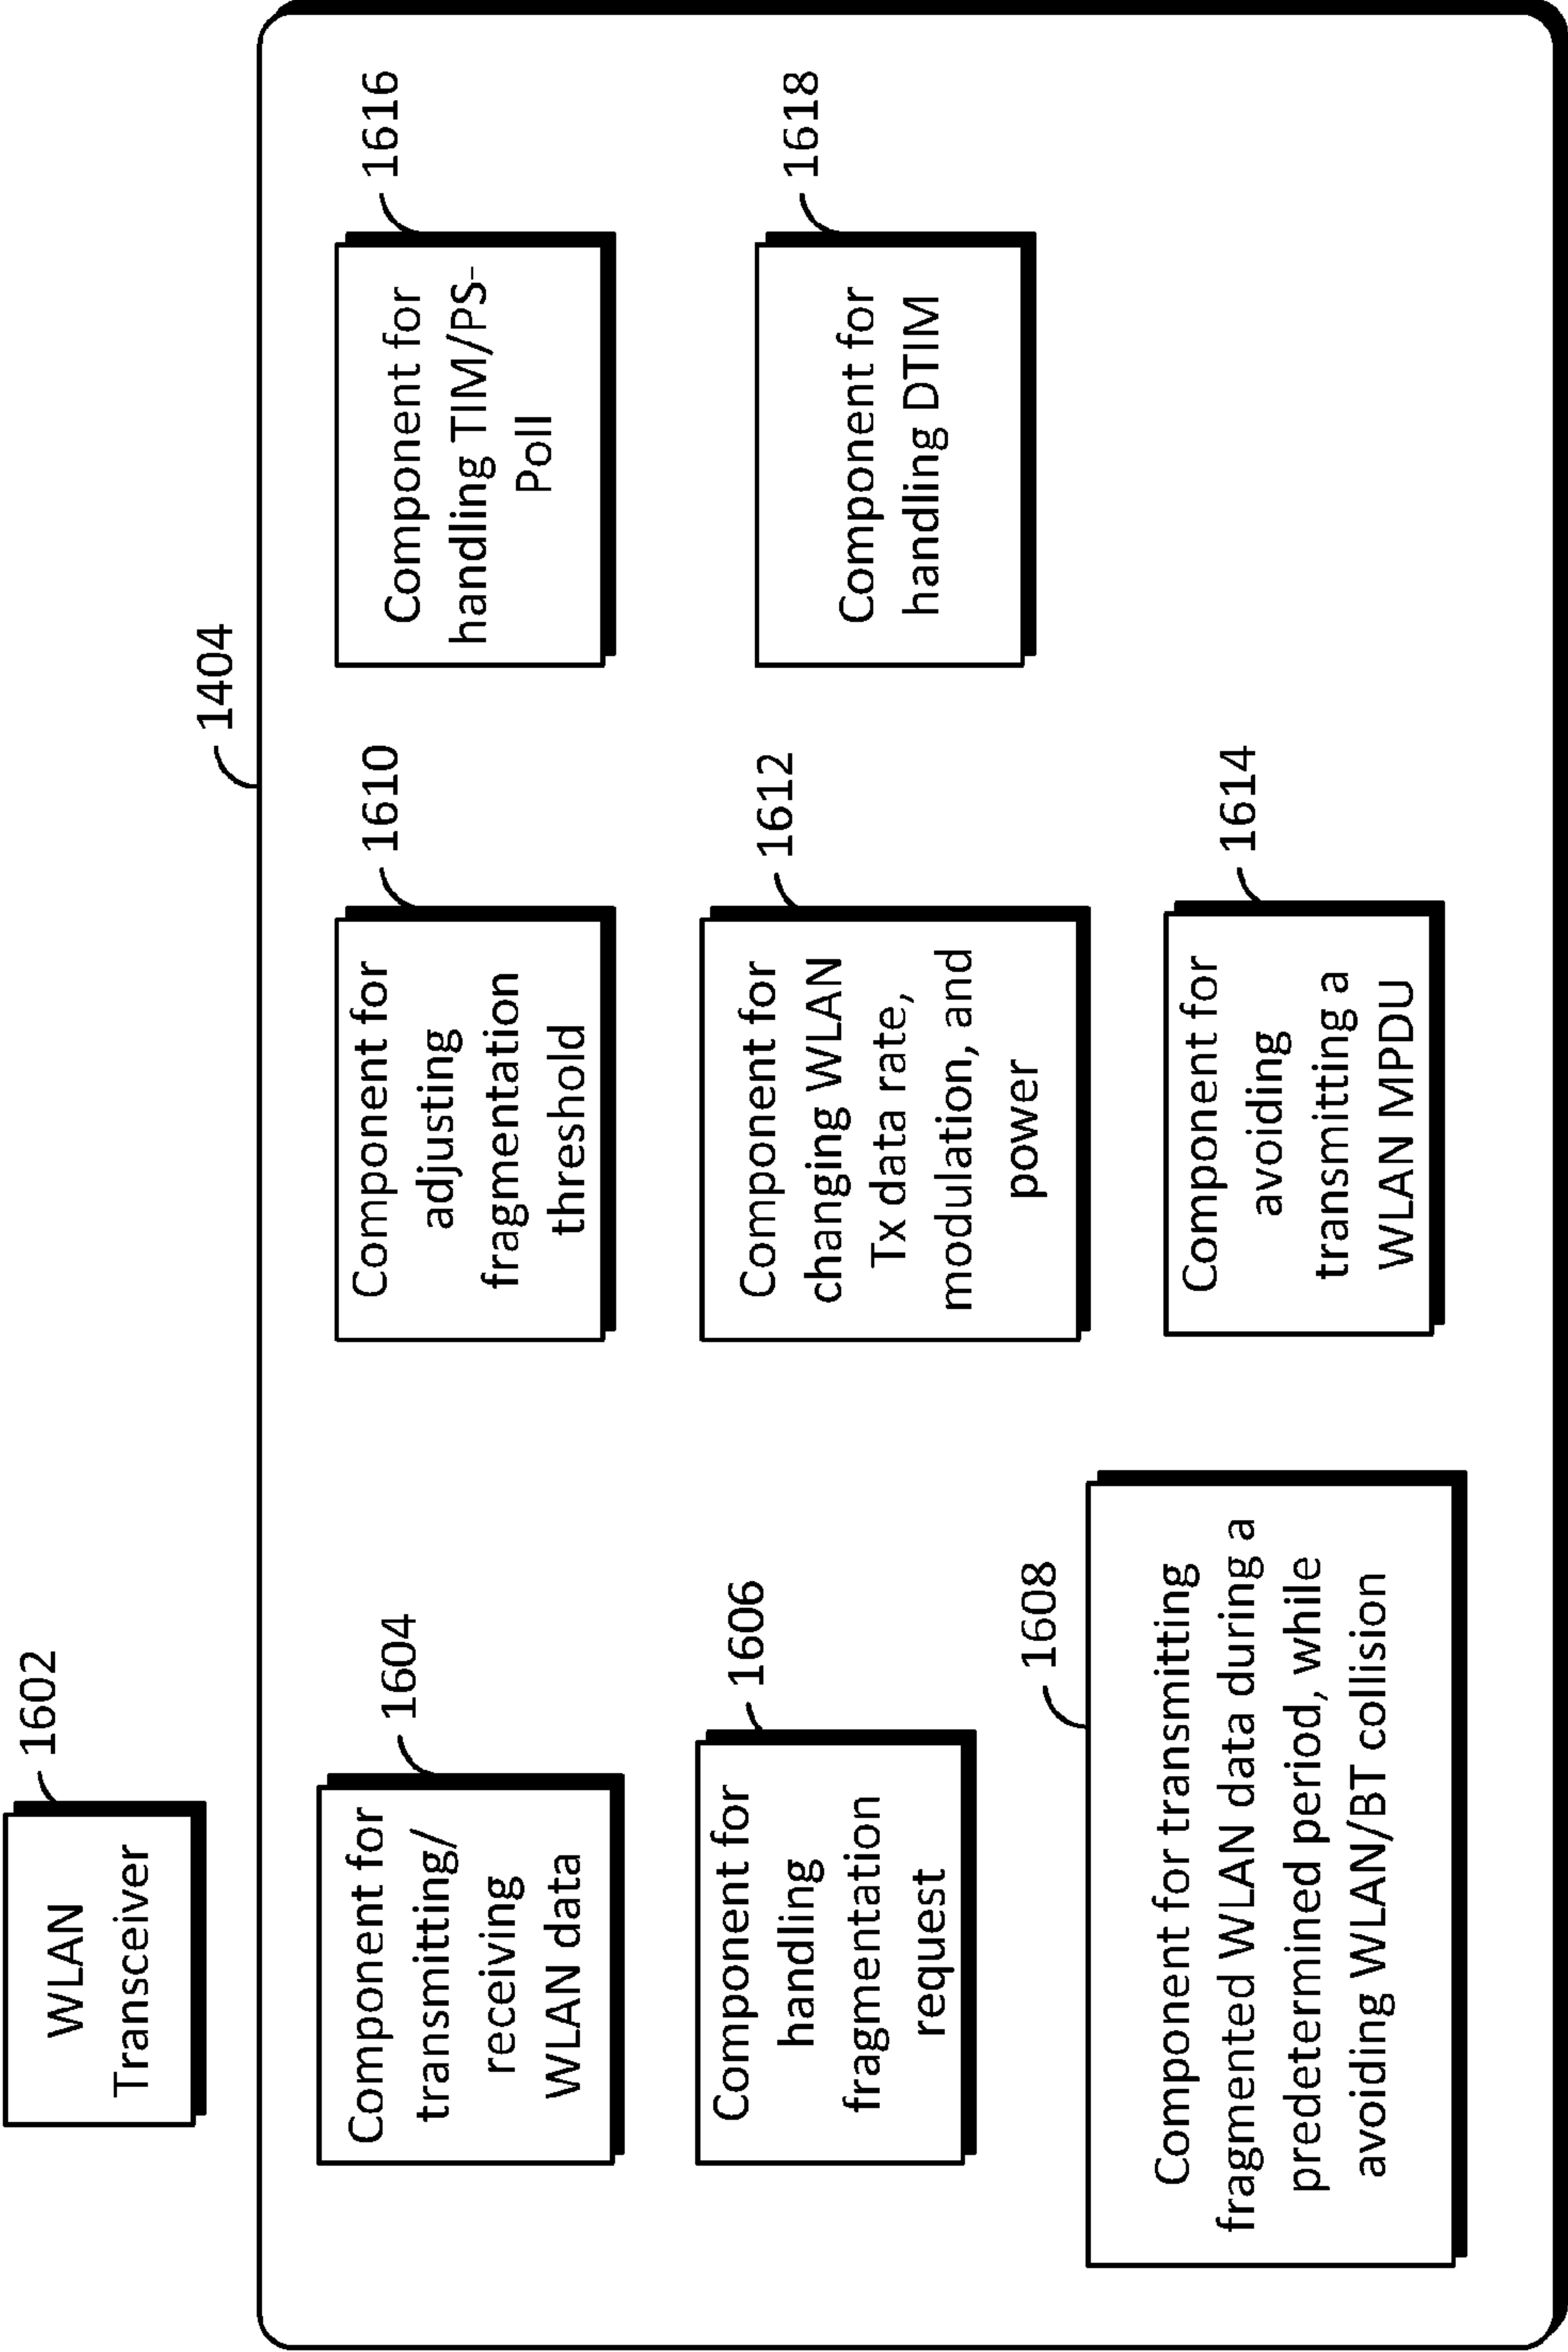 WLAN
Transceiver
1602
1404
Component for
transmitting/
receiving
WLAN data
1604
Component for
handling
fragmentation
request
1606
Component for transmitting
fragmented WLAN data during a
predetermined period, while
avoiding WLAN/BT collision
1608
Component for
adjusting
fragmentation
threshold
1610
Component for
changing WLAN
Tx data rate,
modulation, and
power
1612
Component for
avoiding
transmitting a
WLAN MPDU
1614
Component for
handling TIM/PS-
Poll
1616
Component for
handling DTIM
1618